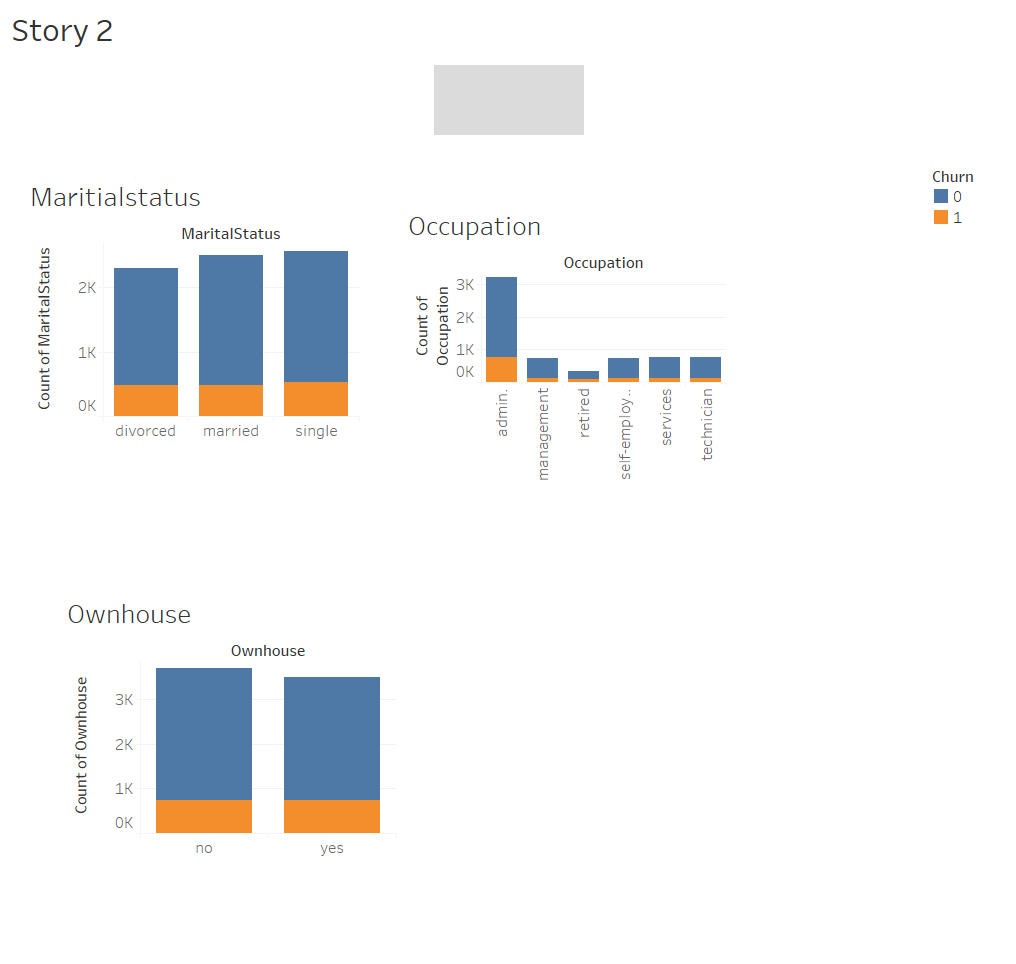 Story 2
Churn
0
1
Maritialstatus
MaritalStatus
Count of MaritalStatus
2K
1K
0K
divorced married single
Occupation
Occupation
Count of
Occupation
3K
2K
1K
0K
admin. management retired self-employ.. services technician
Ownhouse
Ownhouse
Count of Ownhouse
3K
2K
1K
0K
no yes